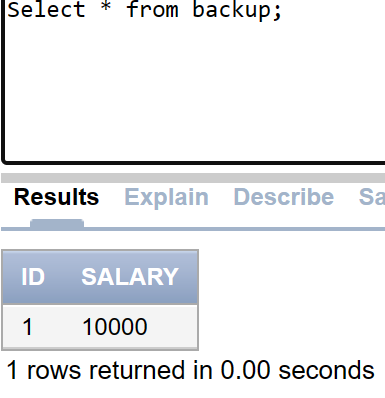 Select * from backup;
Results Explain Describe Sa
ID SALARY
1 10000
1 rows returned in 0.00 seconds